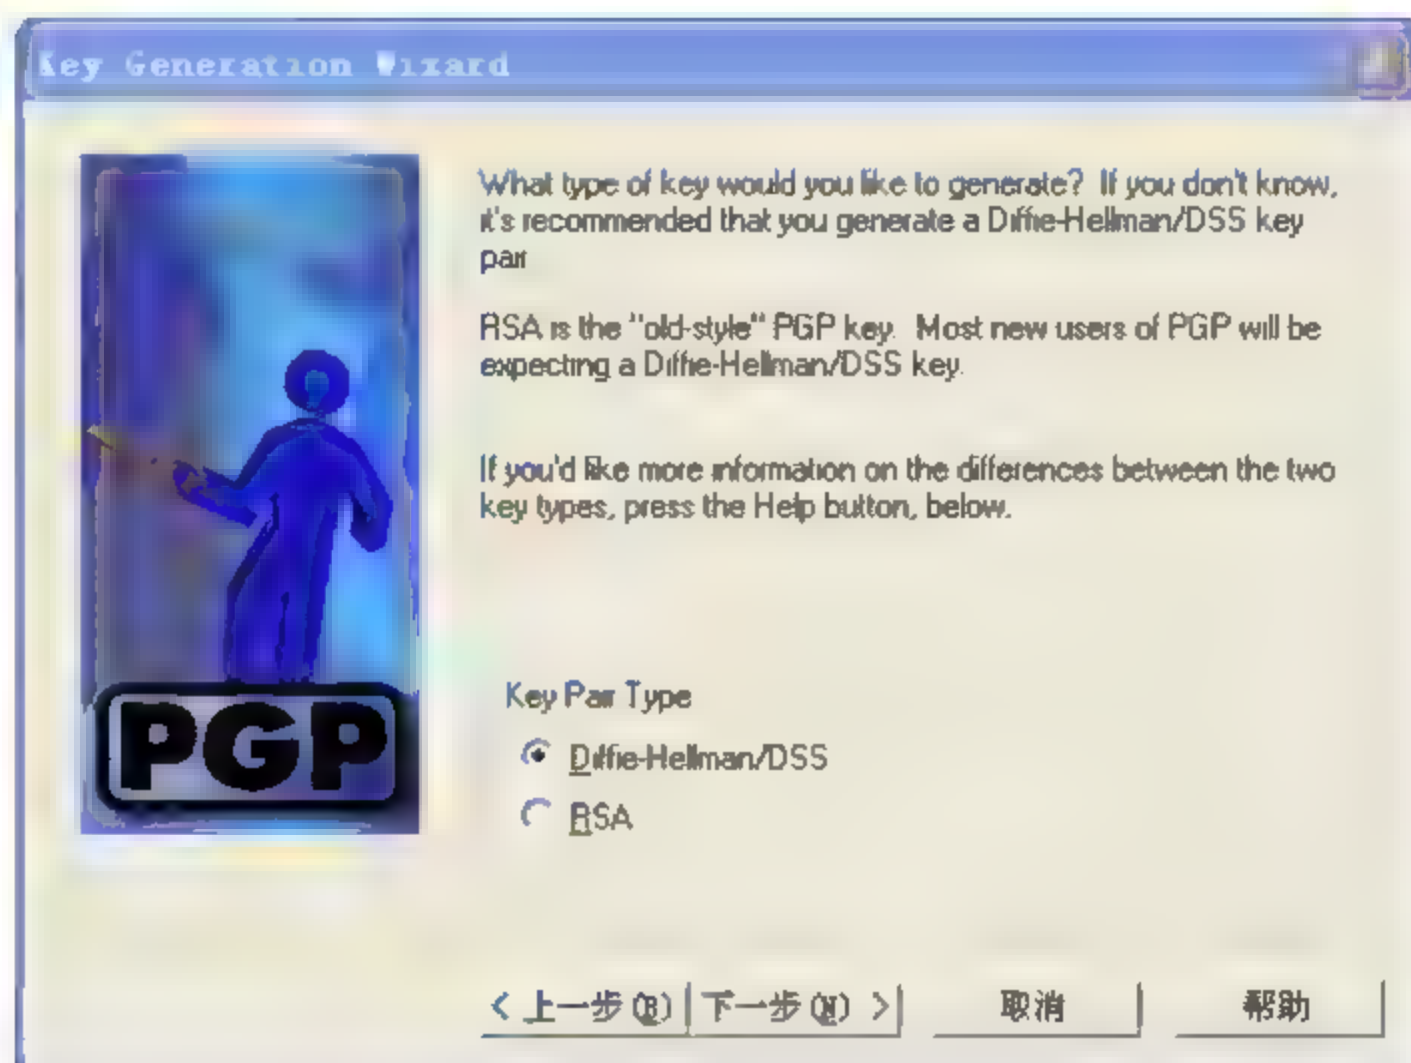 Key Generation Wizard
What type of key would you like to generate? If you don't know,
it's recommended that you generate a Diffie-Hellman/DSS key
pair
RSA is the "old-style" PGP key. Most new users of PGP will be
expecting a Diffie-Hellman/DSS key.
If you'd like more information on the differences between the two
key types, press the Help button, below.
PGP
Key Pair Type
Diffie-Hellman/DSS
RSA
< 上一步(B) 下一步(N) > 取消 帮助